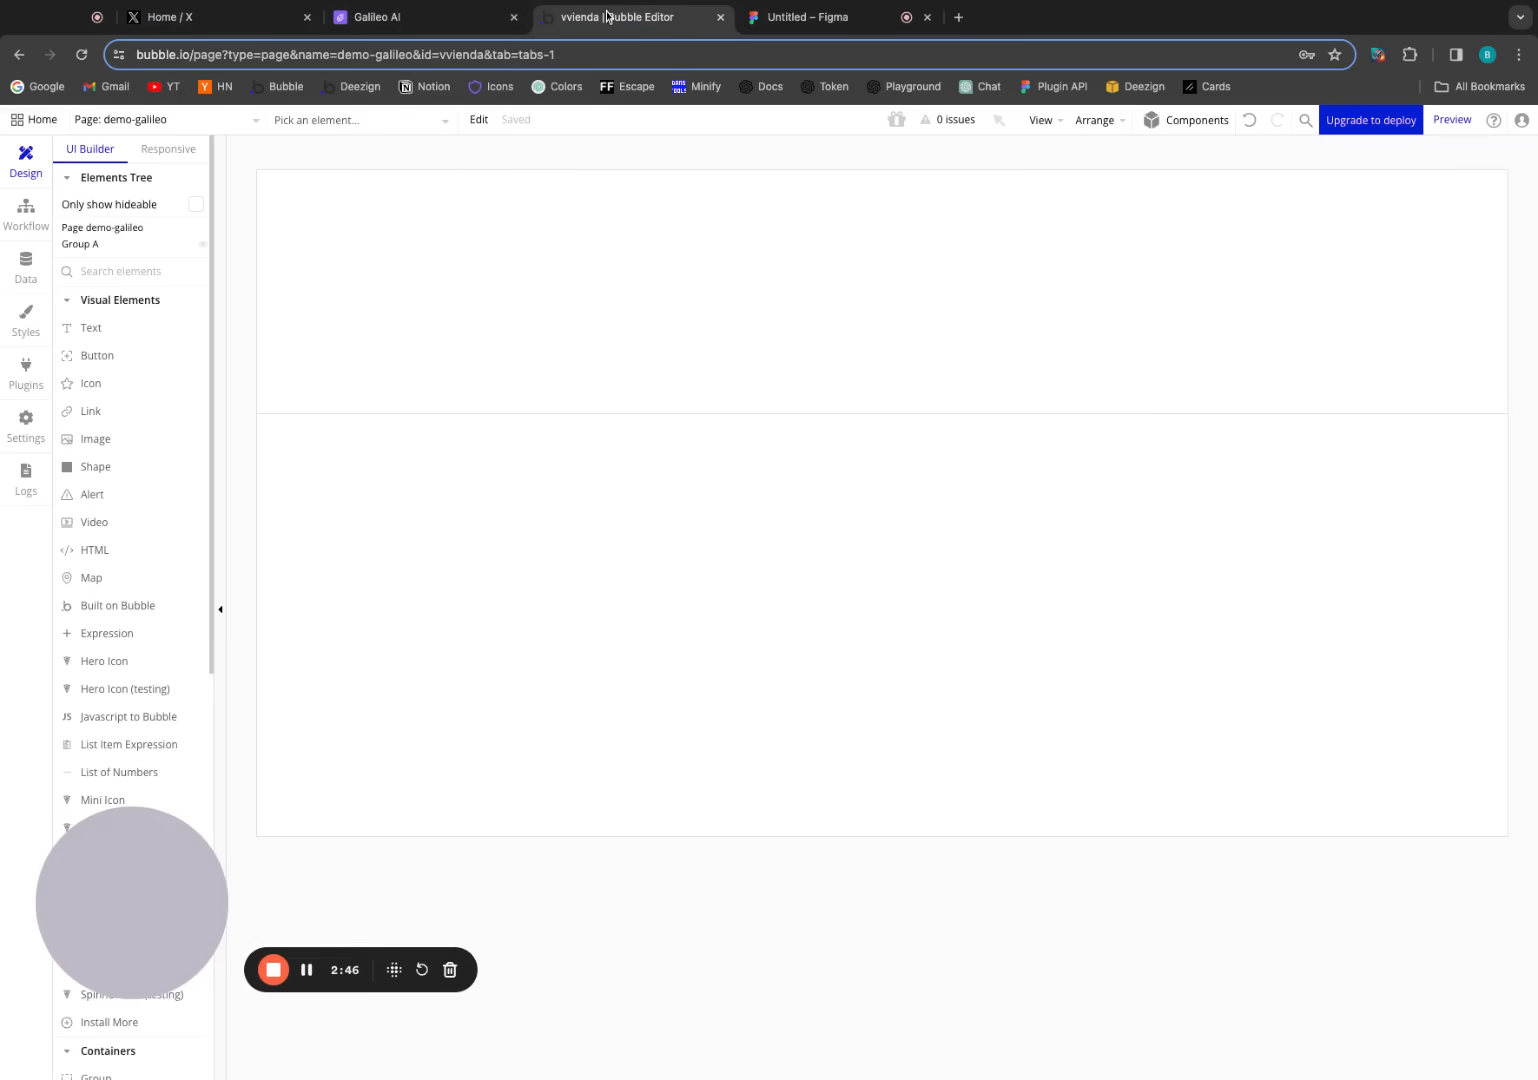 Home / X
Galileo AI
vvienda | Bubble Editor
Untitled – Figma
bubble.io/page?type=page&name=demo-galileo&id=vvienda&tab=tabs-1
B
Google
Gmail
YT
HN
Bubble
Deezign
Notion
Icons
Colors
FF Escape
Minify
Docs
Token
Playground
Chat
Plugin API
Deezign
Cards
All Bookmarks
Home
Page: demo-galileo
Pick an element...
Edit
Saved
0 issues
View
Arrange
Components
Upgrade to deploy
Preview
Design
Workflow
Data
Styles
Plugins
Settings
Logs
UI Builder
Responsive
Elements Tree
Only show hideable
Page demo-galileo
Group A
Search elements
Visual Elements
Text
Button
Icon
Link
Image
Shape
Alert
Video
HTML
Map
Built on Bubble
Expression
Hero Icon
Hero Icon (testing)
JS Javascript to Bubble
List Item Expression
List of Numbers
Mini Icon
Install More
Containers
Group
2:46